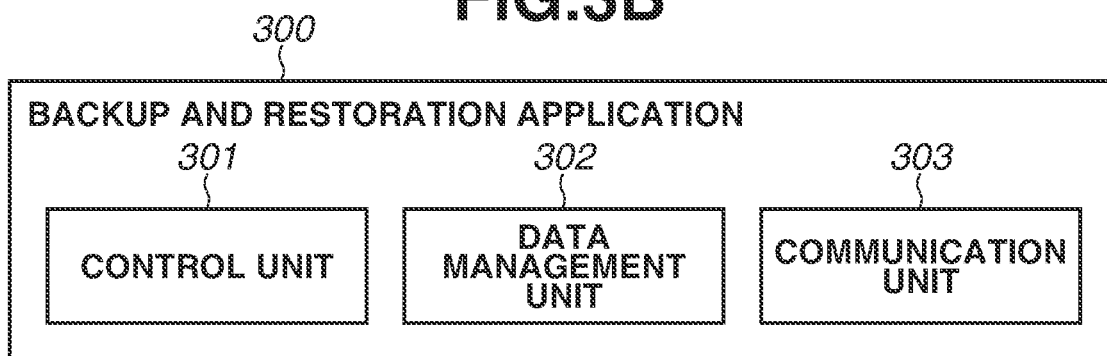 FIG.3B
300
BACKUP AND RESTORATION APPLICATION
301
302
303
CONTROL UNIT
DATA
MANAGEMENT
UNIT
COMMUNICATION
UNIT